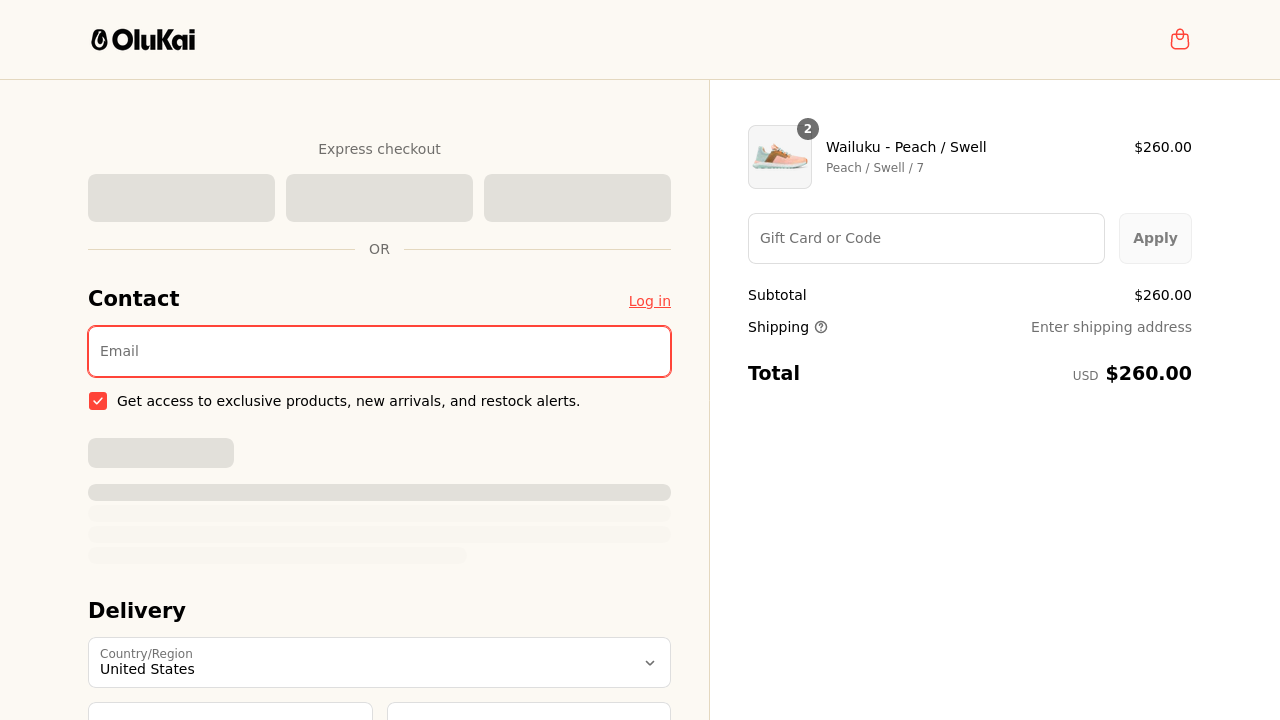 OluKai
Express checkout
OR
Contact
Log in
Email
Get access to exclusive products, new arrivals, and restock alerts.
Delivery
Country/Region
United States
2
Wailuku - Peach / Swell
$260.00
Peach / Swell / 7
Gift Card or Code
Apply
Subtotal
$260.00
Shipping
Enter shipping address
Total
USD $260.00